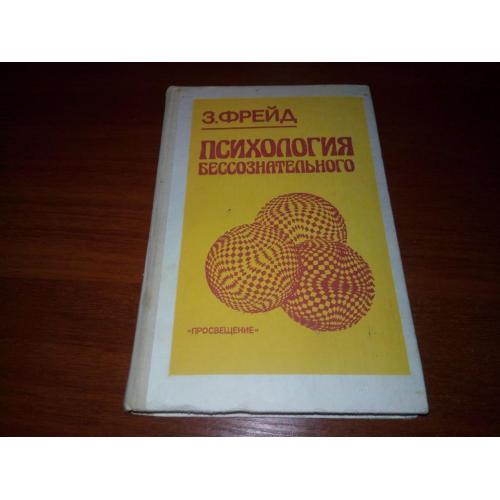 З.ФРЕЙД
ПСИХОЛОГИЯ
БЕССОЗНАТЕЛЬНОГО
«ПРОСВЕЩЕНИЕ»